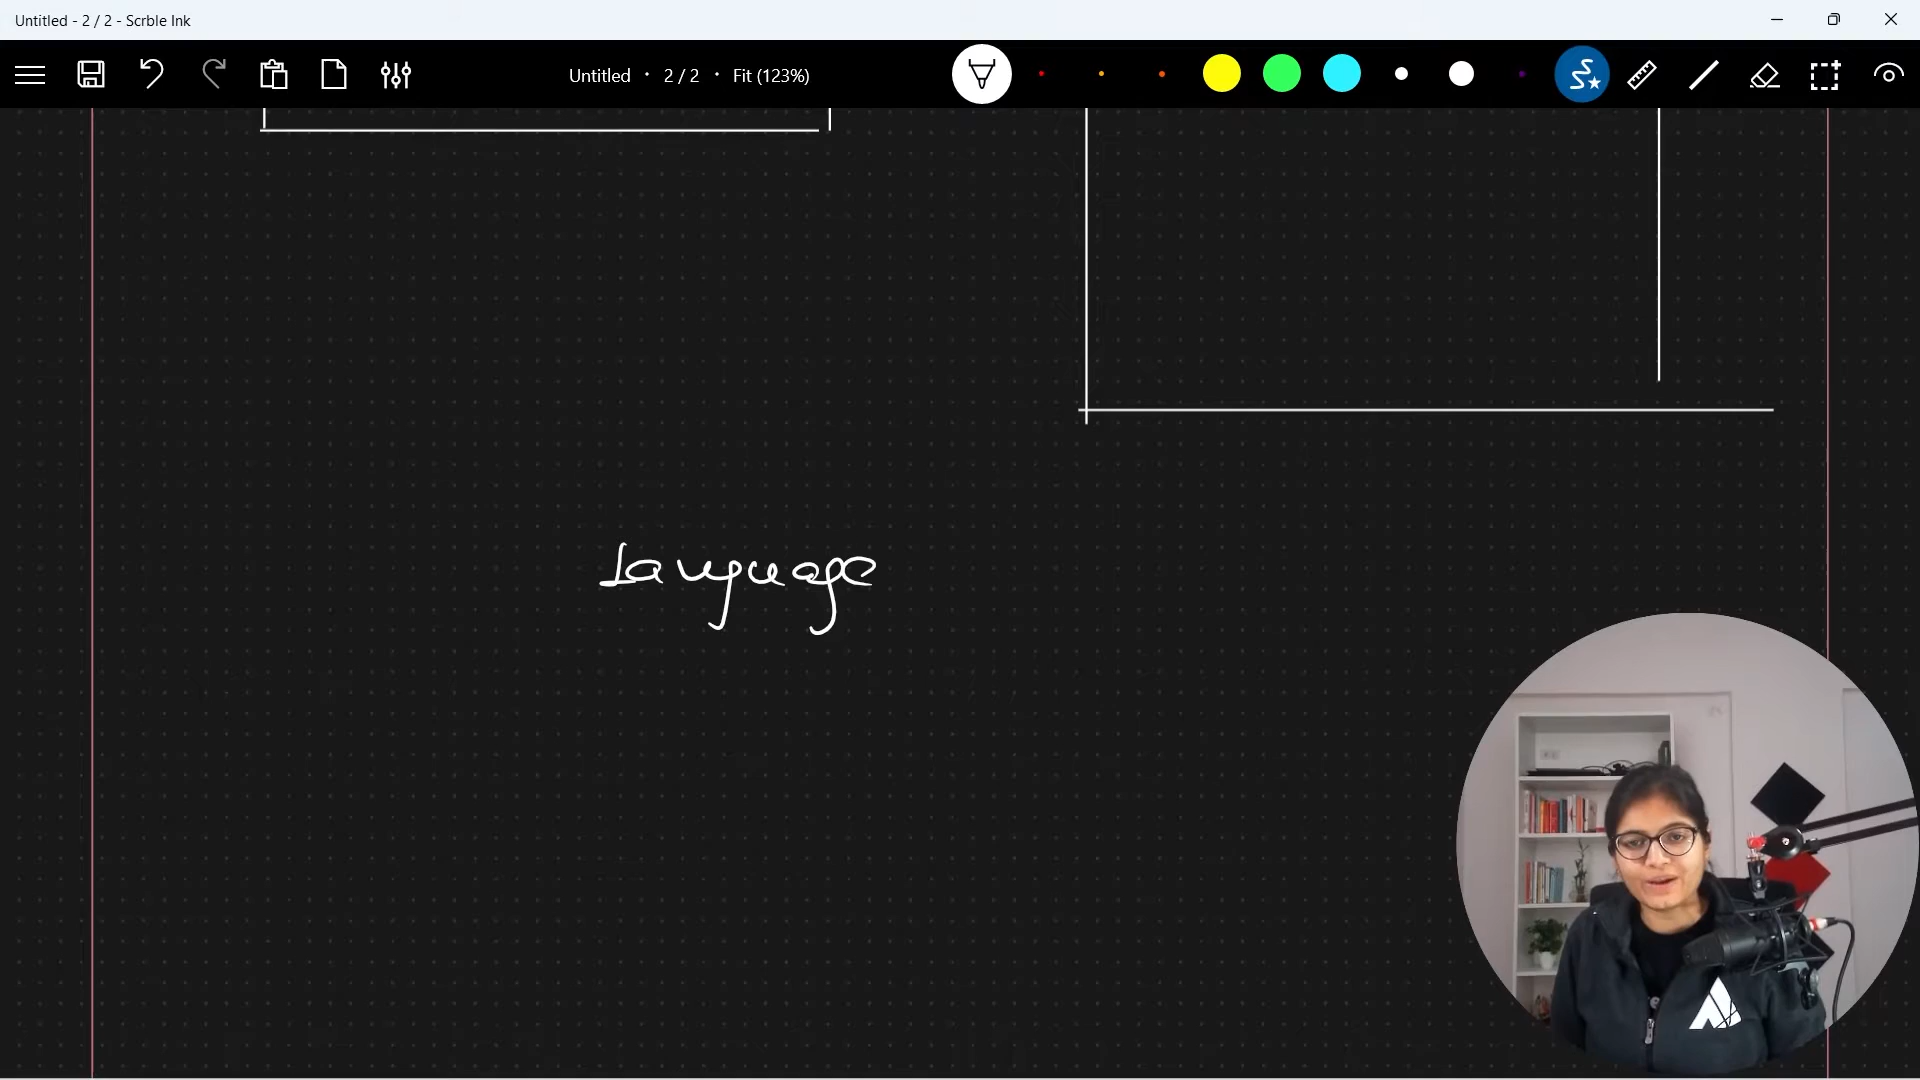 Untitled - 2 / 2 - Scrble Ink
Untitled • 2 / 2 • Fit (123%)
Language